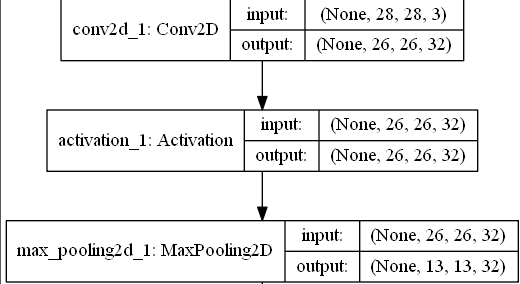 conv2d_1: Conv2D
input: (None, 28, 28, 3)
output: (None, 26, 26, 32)
activation_1: Activation
input: (None, 26, 26, 32)
output: (None, 26, 26, 32)
max_pooling2d_1: MaxPooling2D
input: (None, 26, 26, 32)
output: (None, 13, 13, 32)